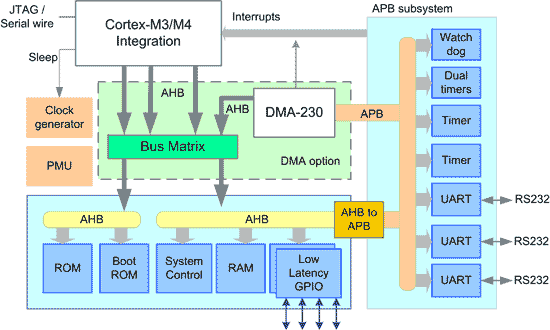 JTAG /
Serial wire
Cortex-M3/M4
Integration
Interrupts
APB subsystem
Sleep
Watch
dog
AHB
AHB
DMA-230
APB
Dual
timers
Clock
generator
Bus Matrix
DMA option
Timer
PMU
Timer
AHB
AHB
AHB to
APB
UART
RS232
ROM
Boot
ROM
System
Control
RAM
Low
Latency
GPIO
UART
RS232
UART
RS232